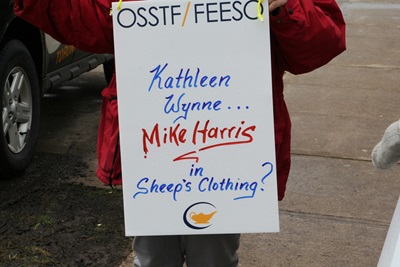 OSSTF/FEESO
Kathleen
Wynne...
Mike Harris
in
Sheep's Clothing?